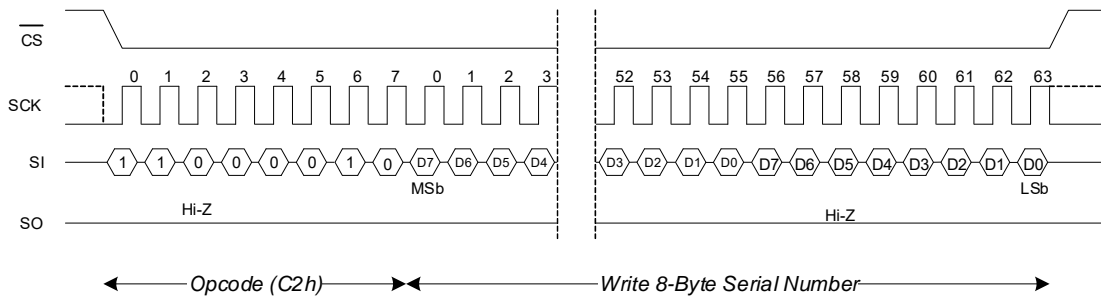 CS
0 1 2 3 4 5 6 7 0 1 2 3 52 53 54 55 56 57 58 59 60 61 62 63
SCK
SI 1 1 0 0 0 0 1 0 D7 D6 D5 D4 D3 D2 D1 D0 D7 D6 D5 D4 D3 D2 D1 D0
MSb LSb
SO Hi-Z Hi-Z
Opcode (C2h) Write 8-Byte Serial Number